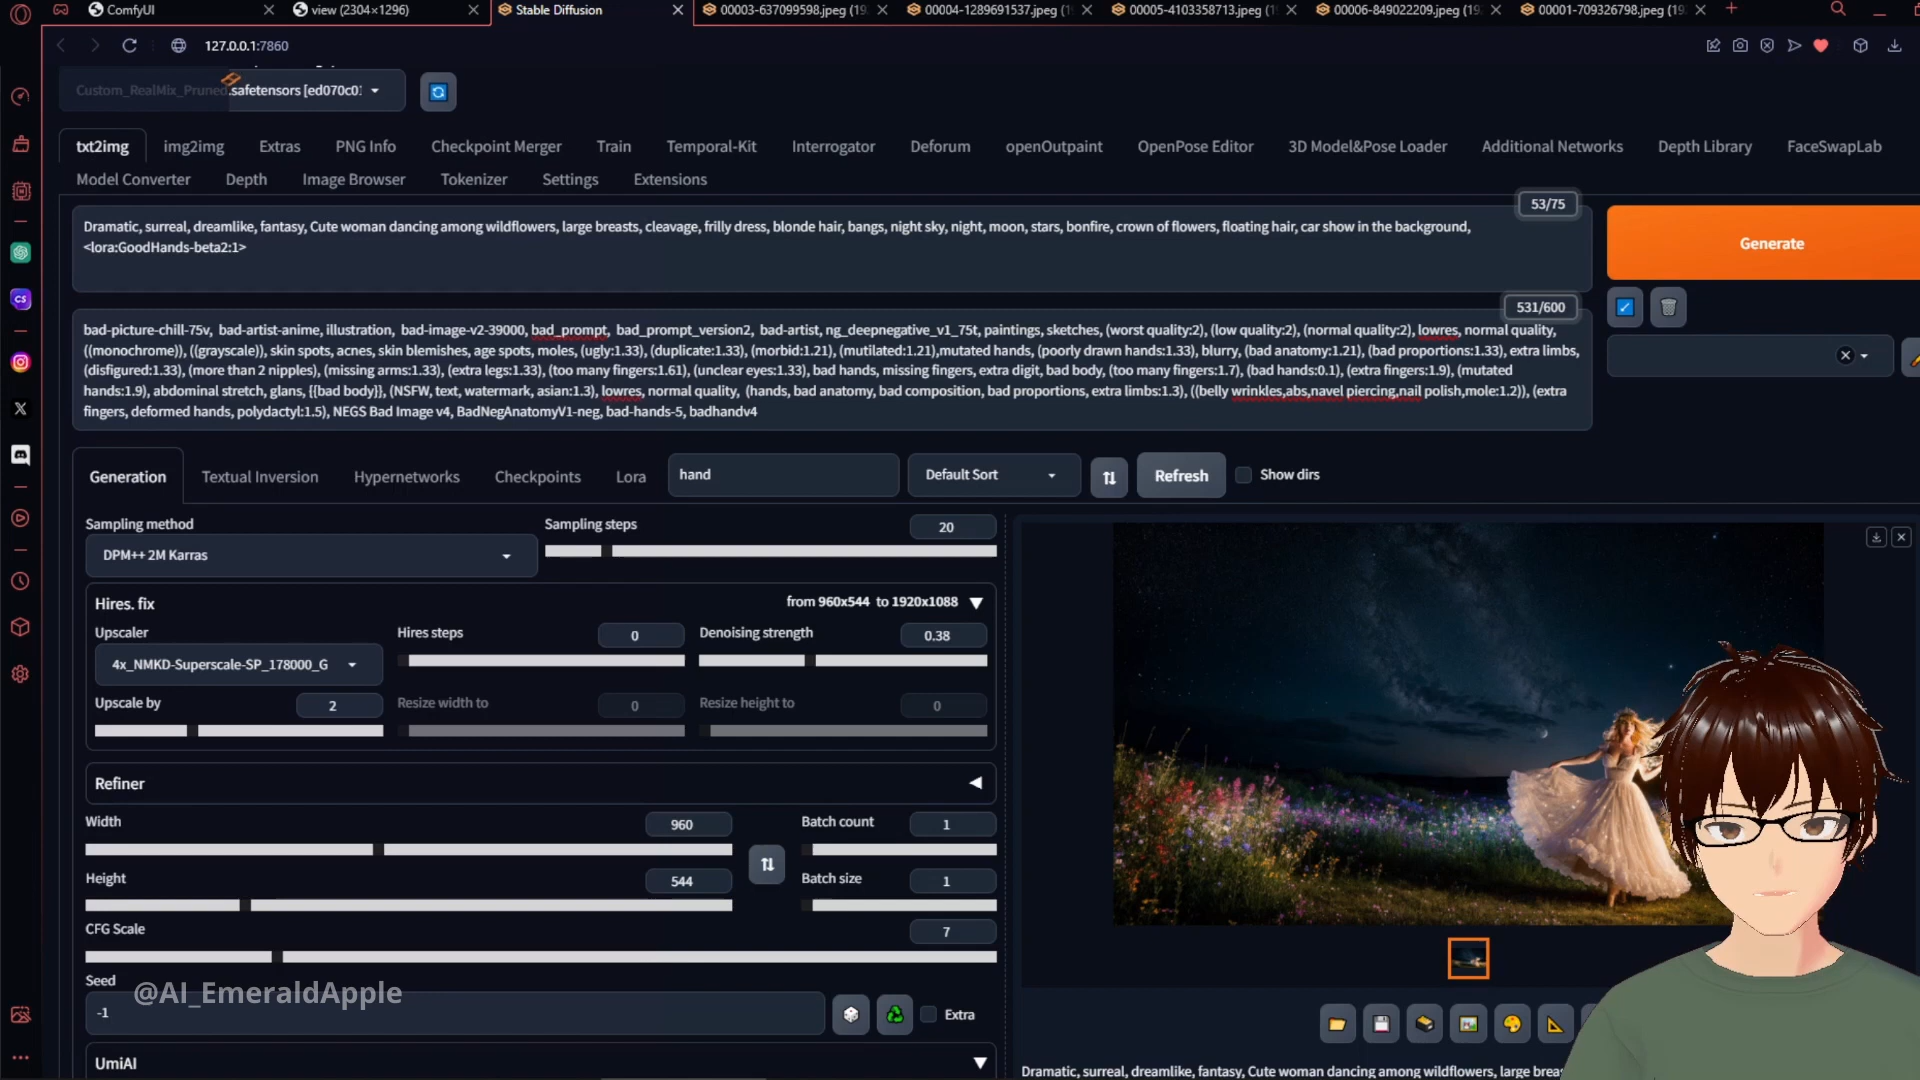 ComfyUI
view (2304×1296)
Stable Diffusion
00003-637099598.jpeg (19
00004-1289691537.jpeg (1
00005-4103358713.jpeg (1
00006-849022209.jpeg (19
00001-709326798.jpeg (19
127.0.0.1:7860
Custom_RealMix_Pruned.safetensors [ed070c0
txt2img
img2img
Extras
PNG Info
Checkpoint Merger
Train
Temporal-Kit
Interrogator
Deforum
openOutpaint
OpenPose Editor
3D Model&Pose Loader
Additional Networks
Depth Library
FaceSwapLab
Model Converter
Depth
Image Browser
Tokenizer
Settings
Extensions
53/75
Dramatic, surreal, dreamlike, fantasy, Cute woman dancing among wildflowers, large breasts, cleavage, frilly dress, blonde hair, bangs, night sky, night, moon, stars, bonfire, crown of flowers, floating hair, car show in the background,
<lora:GoodHands-beta2:1>
Generate
531/600
bad-picture-chill-75v, bad-artist-anime, illustration, bad-image-v2-39000, bad_prompt, bad_prompt_version2, bad-artist, ng_deepnegative_v1_75t, paintings, sketches, (worst quality:2), (low quality:2), (normal quality:2), lowres, normal quality,
((monochrome)), ((grayscale)), skin spots, acnes, skin blemishes, age spots, moles, (ugly:1.33), (duplicate:1.33), (morbid:1.21), (mutilated:1.21),mutated hands, (poorly drawn hands:1.33), blurry, (bad anatomy:1.21), (bad proportions:1.33), extra limbs,
(disfigured:1.33), (more than 2 nipples), (missing arms:1.33), (extra legs:1.33), (too many fingers:1.61), (unclear eyes:1.33), bad hands, missing fingers, extra digit, bad body, (too many fingers:1.7), (bad hands:0.1), (extra fingers:1.9), (mutated
hands:1.9), abdominal stretch, glans, {{bad body}}, (NSFW, text, watermark, asian:1.3), lowres, normal quality, (hands, bad anatomy, bad composition, bad proportions, extra limbs:1.3), ((belly wrinkles,abs,navel piercing,nail polish,mole:1.2)), (extra
fingers, deformed hands, polydactyl:1.5), NEGS Bad Image v4, BadNegAnatomyV1-neg, bad-hands-5, badhandv4
Generation
Textual Inversion
Hypernetworks
Checkpoints
Lora
hand
Default Sort
Refresh
Show dirs
Sampling method
DPM++ 2M Karras
Sampling steps
20
Hires. fix
from 960x544 to 1920x1088
Upscaler
4x_NMKD-Superscale-SP_178000_G
Hires steps
0
Denoising strength
0.38
Upscale by
2
Resize width to
0
Resize height to
0
Refiner
Width
960
Batch count
1
Height
544
Batch size
1
CFG Scale
7
Seed
@AI_EmeraldApple
-1
Extra
UmiAI
Dramatic, surreal, dreamlike, fantasy, Cute woman dancing among wildflowers, large breas